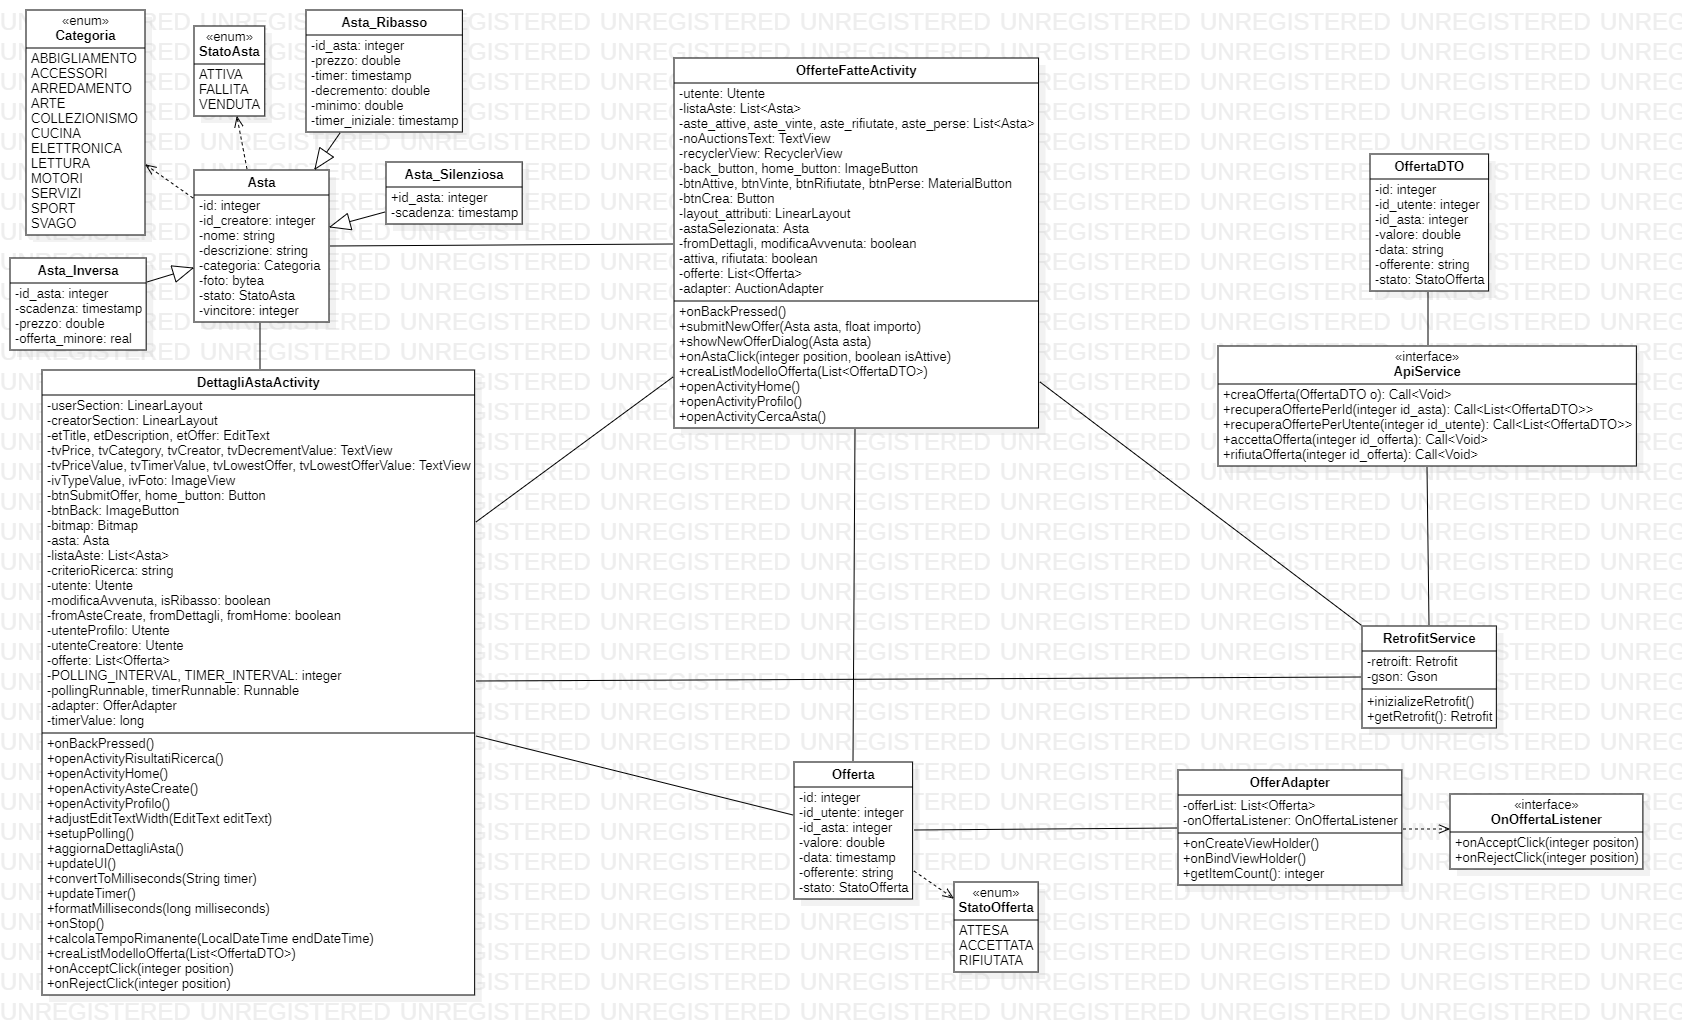 «enum»
Categoria
ABBIGLIAMENTO
ACCESSORI
ARREDAMENTO
ARTE
COLLEZIONISMO
CUCINA
ELETTRONICA
LETTURA
MOTORI
SERVIZI
SPORT
SVAGO
«enum»
StatoAsta
ATTIVA
FALLITA
VENDUTA
Asta_Ribasso
-id_asta: integer
-prezzo: double
-timer: timestamp
-decremento: double
-minimo: double
-timer_iniziale: timestamp
Asta
-id: integer
-id_creatore: integer
-nome: string
-descrizione: string
-categoria: Categoria
-foto: bytea
-stato: StatoAsta
-vincitore: integer
Asta_Silenziosa
+id_asta: integer
-scadenza: timestamp
Asta_Inversa
-id_asta: integer
-scadenza: timestamp
-prezzo: double
-offerta_minore: real
OfferteFatteActivity
-utente: Utente
-listaAste: List<Asta>
-aste_attive, aste_vinte, aste_rifiutate, aste_perse: List<Asta>
-noAuctionsText: TextView
-recyclerView: RecyclerView
-back_button, home_button: ImageButton
-btnAttive, btnVinte, btnRifiutate, btnPerse: MaterialButton
-btnCrea: Button
-layout_attributi: LinearLayout
-astaSelezionata: Asta
-fromDettagli, modificaAvvenuta: boolean
-attiva, rifiutata: boolean
-offerte: List<Offerta>
-adapter: AuctionAdapter
+onBackPressed()
+submitNewOffer(Asta asta, float importo)
+showNewOfferDialog(Asta asta)
+onAstaClick(integer position, boolean isAttive)
+creaListModelloOfferta(List<OffertaDTO>)
+openActivityHome()
+openActivityProfilo()
+openActivityCercaAsta()
OffertaDTO
-id: integer
-id_utente: integer
-id_asta: integer
-valore: double
-data: string
-offerente: string
-stato: StatoOfferta
«interface»
ApiService
+creaOfferta(OffertaDTO o): Call<Void>
+recuperaOffertePerId(integer id_asta): Call<List<OffertaDTO>>
+recuperaOffertePerUtente(integer id_utente): Call<List<OffertaDTO>>
+accettaOfferta(integer id_offerta): Call<Void>
+rifiutaOfferta(integer id_offerta): Call<Void>
DettagliAstaActivity
-userSection: LinearLayout
-creatorSection: LinearLayout
-etTitle, etDescription, etOffer: EditText
-tvPrice, tvCategory, tvCreator, tvDecrementValue: TextView
-tvPriceValue, tvTimerValue, tvLowestOffer, tvLowestOfferValue: TextView
-ivTypeValue, ivFoto: ImageView
-btnSubmitOffer, home_button: Button
-btnBack: ImageButton
-bitmap: Bitmap
-asta: Asta
-listaAste: List<Asta>
-criterioRicerca: string
-utente: Utente
-modificaAvvenuta, isRibasso: boolean
-fromAsteCreate, fromDettagli, fromHome: boolean
-utenteProfilo: Utente
-utenteCreatore: Utente
-offerte: List<Offerta>
-POLLING_INTERVAL, TIMER_INTERVAL: integer
-pollingRunnable, timerRunnable: Runnable
-adapter: OfferAdapter
-timerValue: long
+onBackPressed()
+openActivityRisultatiRicerca()
+openActivityHome()
+openActivityAsteCreate()
+openActivityProfilo()
+adjustEditTextWidth(EditText editText)
+setupPolling()
+aggiornaDettagliAsta()
+updateUI()
+convertToMilliseconds(String timer)
+updateTimer()
+formatMilliseconds(long milliseconds)
+onStop()
+calcolaTempoRimanente(LocalDateTime endDateTime)
+creaListModelloOfferta(List<OffertaDTO>)
+onAcceptClick(integer position)
+onRejectClick(integer position)
RetrofitService
-retroift: Retrofit
-gson: Gson
+inizializeRetrofit()
+getRetrofit(): Retrofit
Offerta
-id: integer
-id_utente: integer
-id_asta: integer
-valore: double
-data: timestamp
-offerente: string
-stato: StatoOfferta
«enum»
StatoOfferta
ATTESA
ACCETTATA
RIFIUTATA
OfferAdapter
-offerList: List<Offerta>
-onOffertaListener: OnOffertaListener
+onCreateViewHolder()
+onBindViewHolder()
+getItemCount(): integer
«interface»
OnOffertaListener
+onAcceptClick(integer positon)
+onRejectClick(integer position)
UNREGISTERED